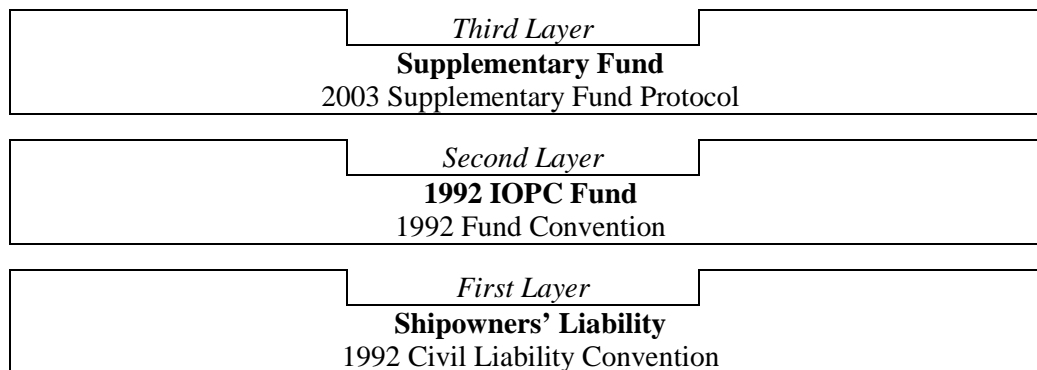 Third Layer
Supplementary Fund
2003 Supplementary Fund Protocol
Second Layer
1992 IOPC Fund
1992 Fund Convention
First Layer
Shipowners’ Liability
1992 Civil Liability Convention